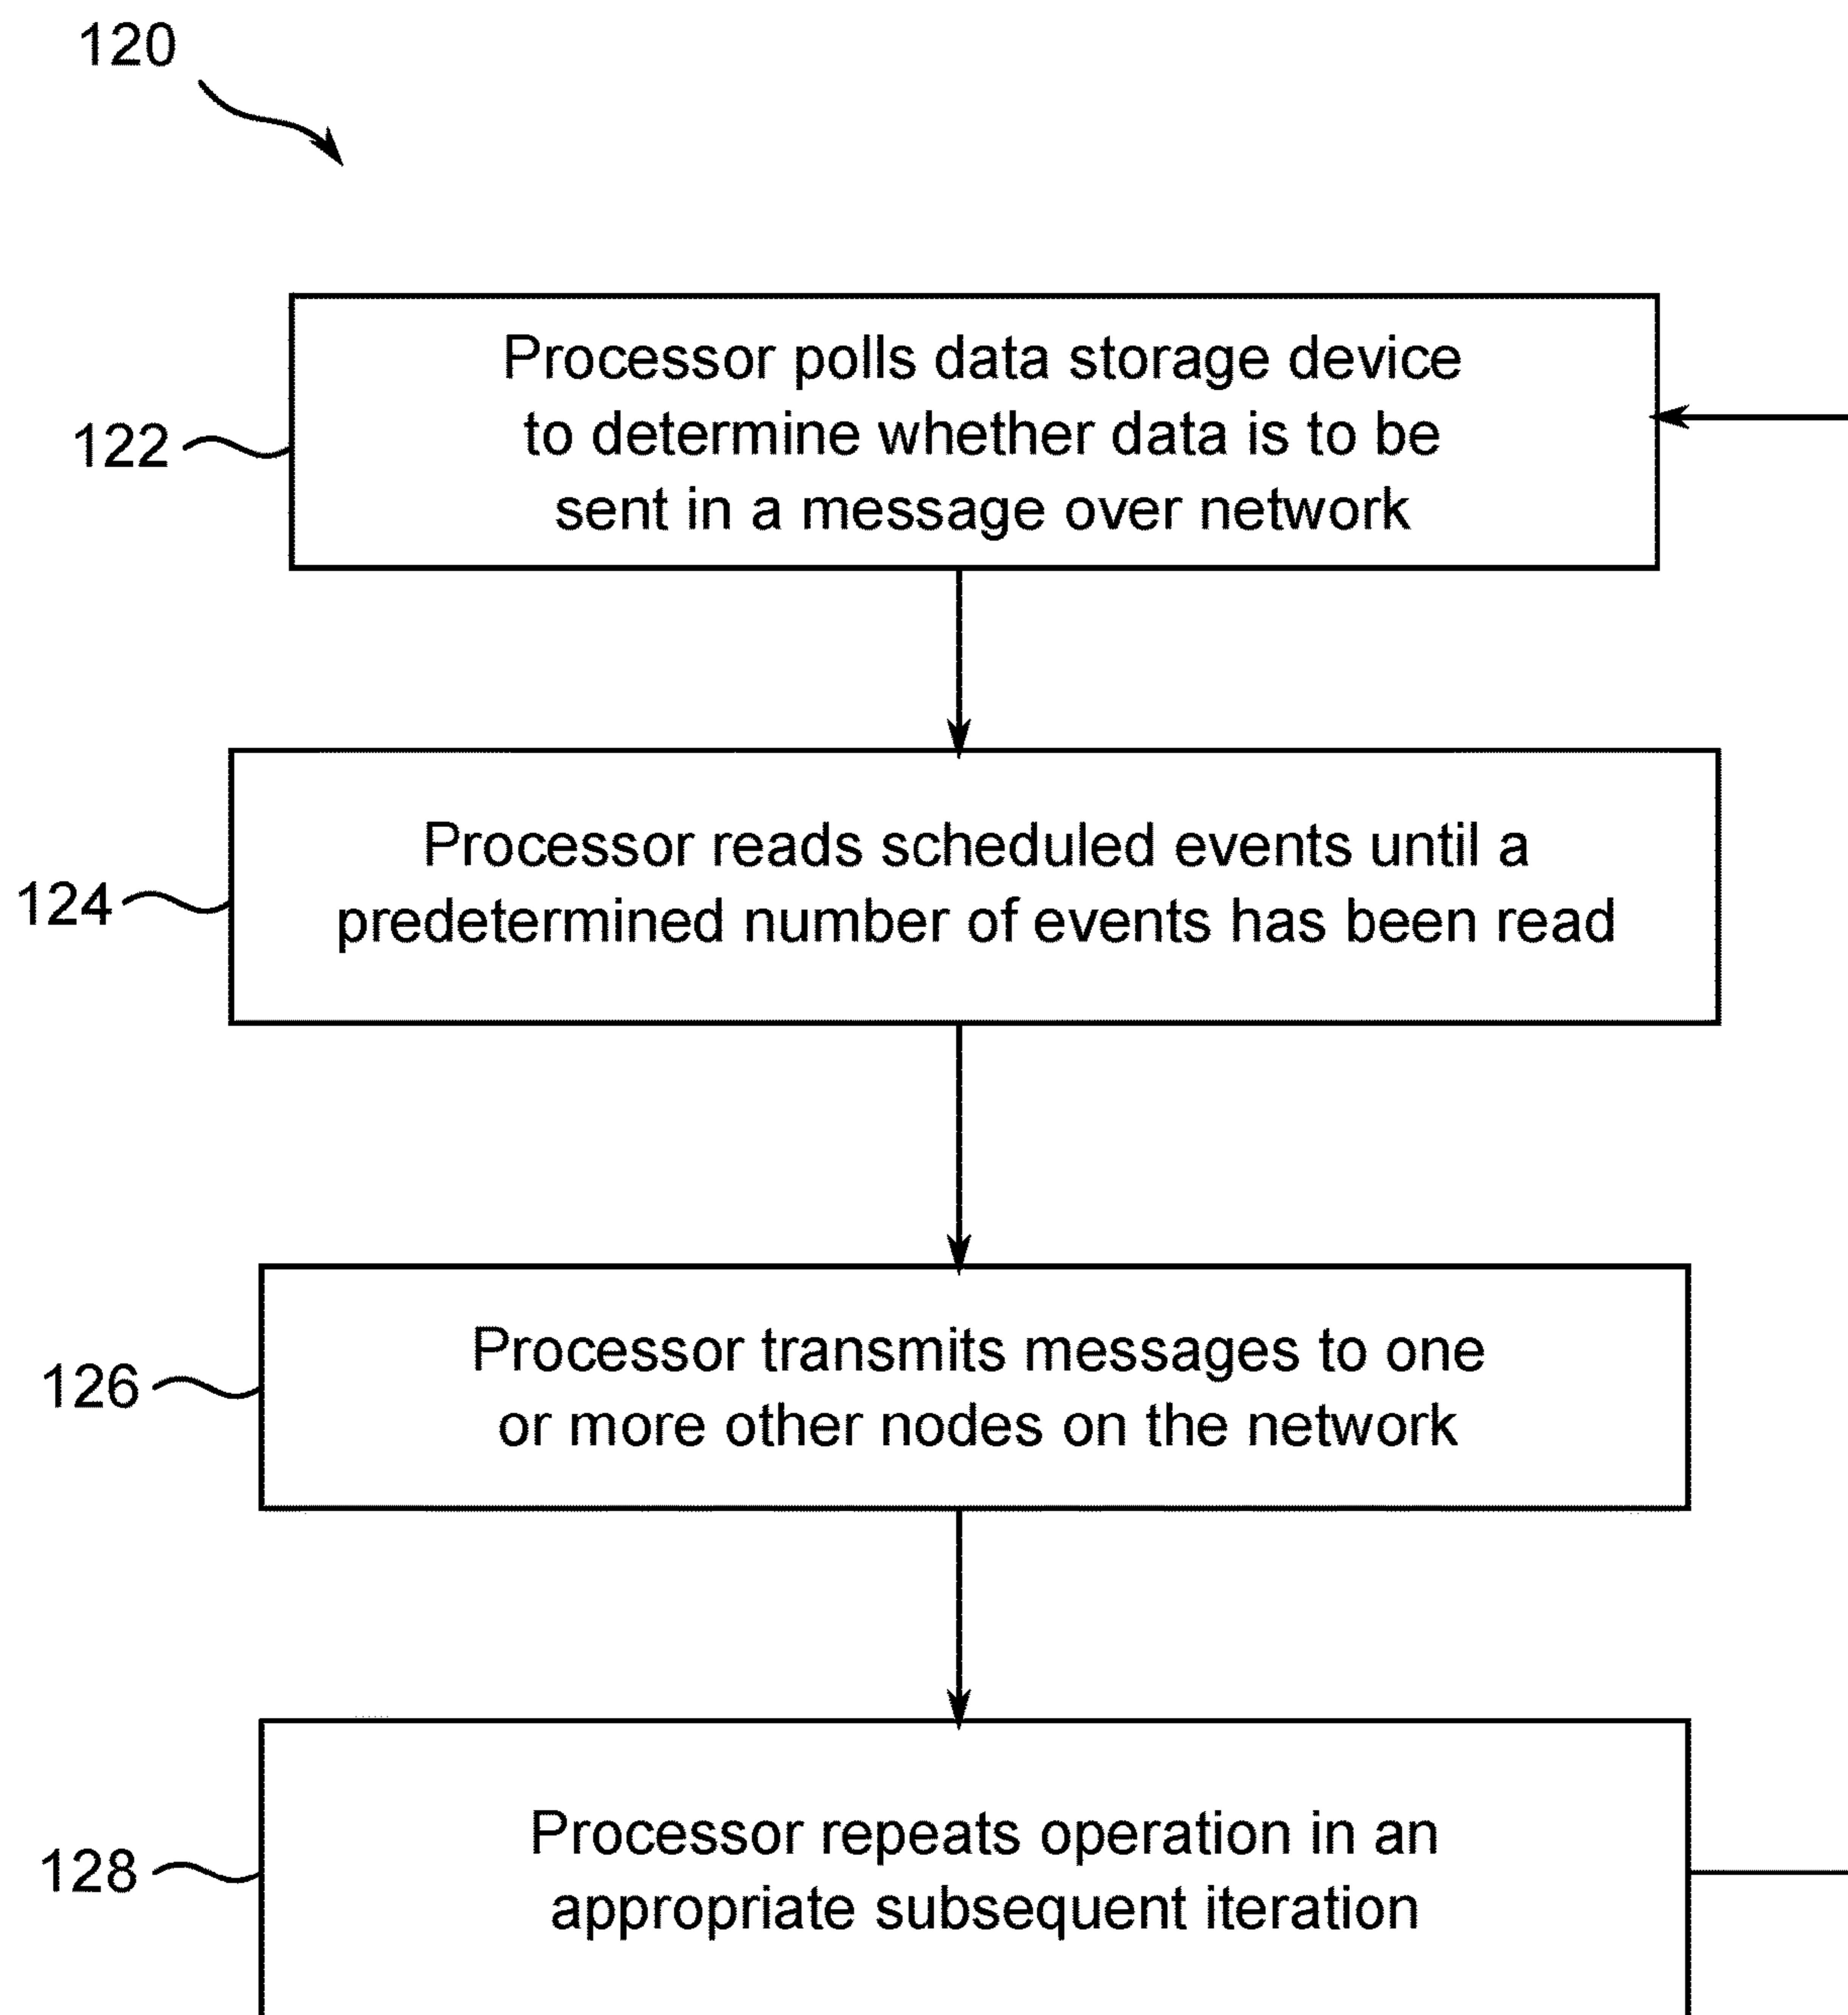 120
122
Processor polls data storage device
to determine whether data is to be
sent in a message over network
124
Processor reads scheduled events until a
predetermined number of events has been read
126
Processor transmits messages to one
or more other nodes on the network
128
Processor repeats operation in an
appropriate subsequent iteration